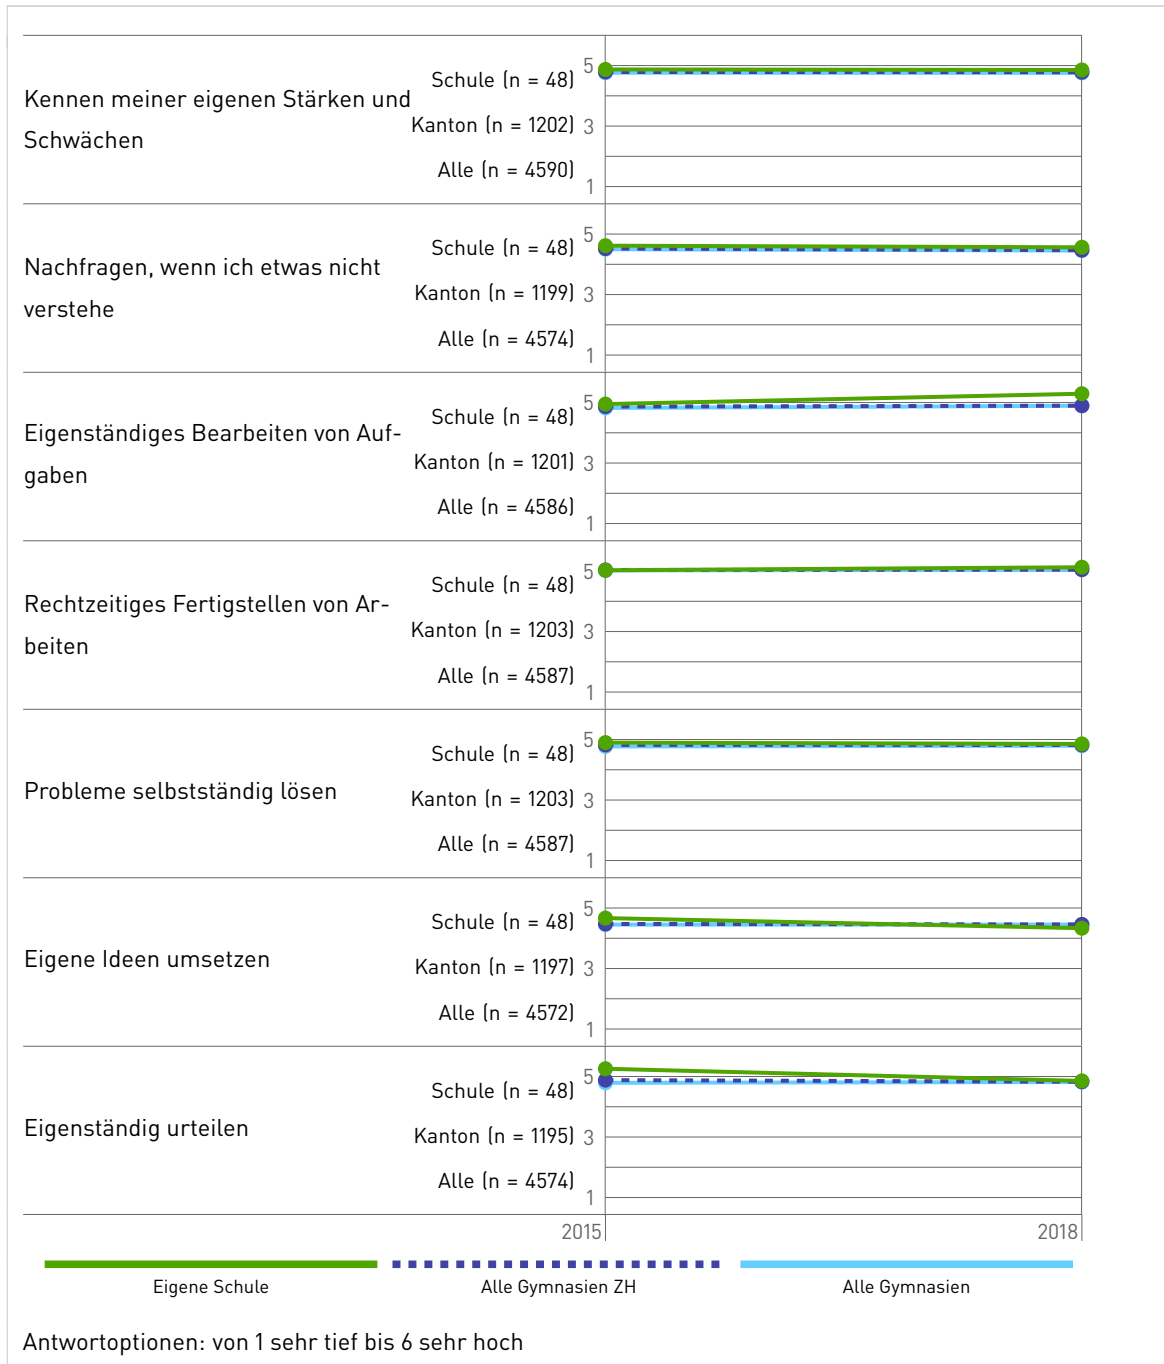 5
Schule (n = 48)
Kennen meiner eigenen Stärken und
Kanton (n = 1202) 3
Schwächen
Alle (n = 4590)
1
5
Schule (n = 48)
Nachfragen, wenn ich etwas nicht
Kanton (n = 1199) 3
verstehe
Alle (n = 4574)
1
5
Schule (n = 48)
Eigenständiges Bearbeiten von Auf-
Kanton (n = 1201) 3
gaben
Alle (n = 4586)
1
5
Schule (n = 48)
Rechtzeitiges Fertigstellen von Ar-
Kanton (n = 1203) 3
beiten
Alle (n = 4587)
1
5
Schule (n = 48)
Probleme selbstständig lösen
Kanton (n = 1203) 3
Alle (n = 4587)
1
5
Schule (n = 48)
Eigene Ideen umsetzen
Kanton (n = 1197) 3
Alle (n = 4572)
1
5
Schule (n = 48)
Eigenständig urteilen
Kanton (n = 1195) 3
Alle (n = 4574)
1
2015 2018
Eigene Schule Alle Gymnasien ZH Alle Gymnasien
Antwortoptionen: von 1 sehr tief bis 6 sehr hoch